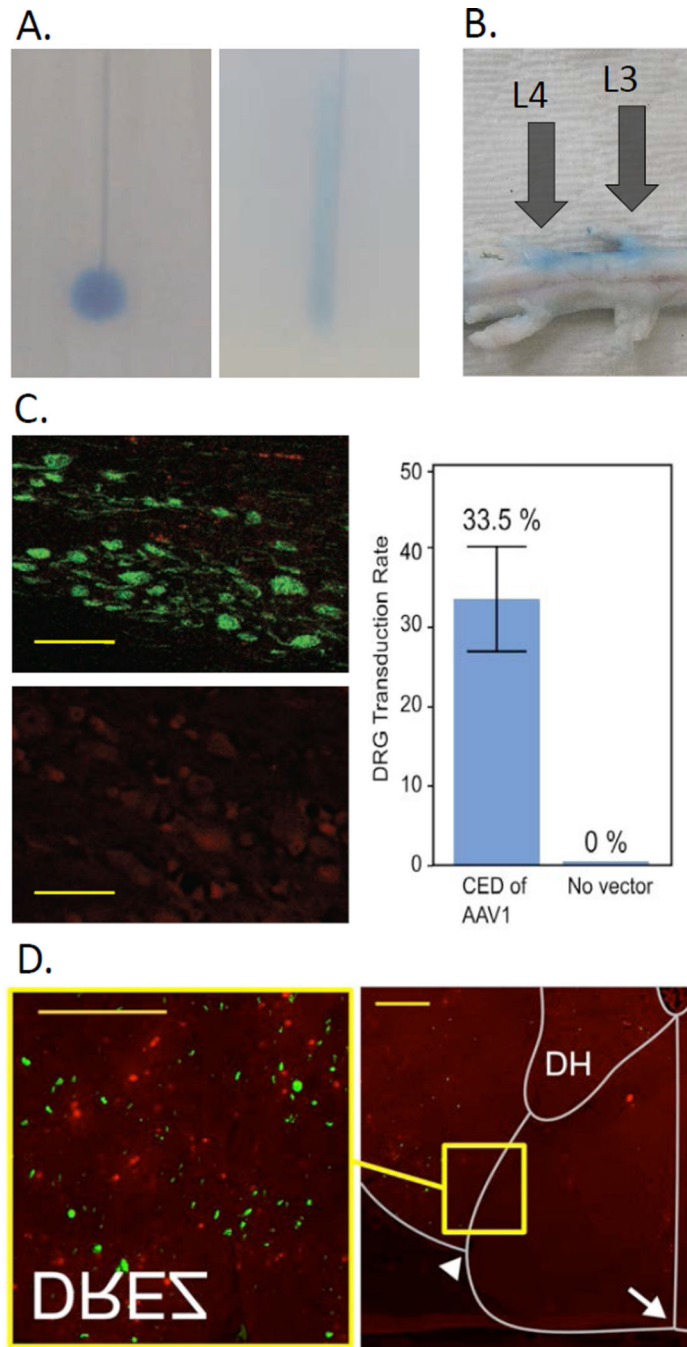 A.
B.
L4
L3
C.
50
40
30
20
10
0
DRG Transduction Rate
33.5 %
0 %
CED of
AAV1
No vector
D.
DREZ
DH